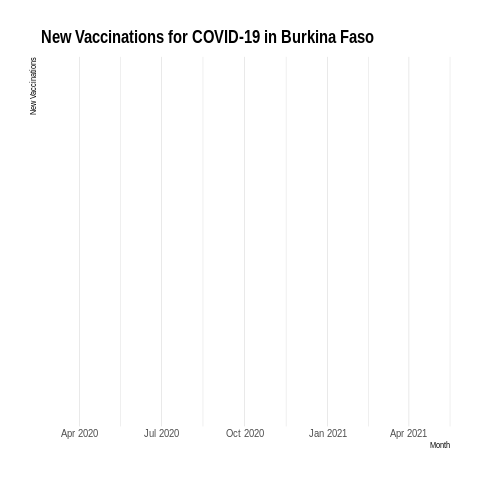 New Vaccinations for COVID-19 in Burkina Faso
New Vaccinations
Apr 2020 Jul 2020 Oct 2020 Jan 2021 Apr 2021
Month